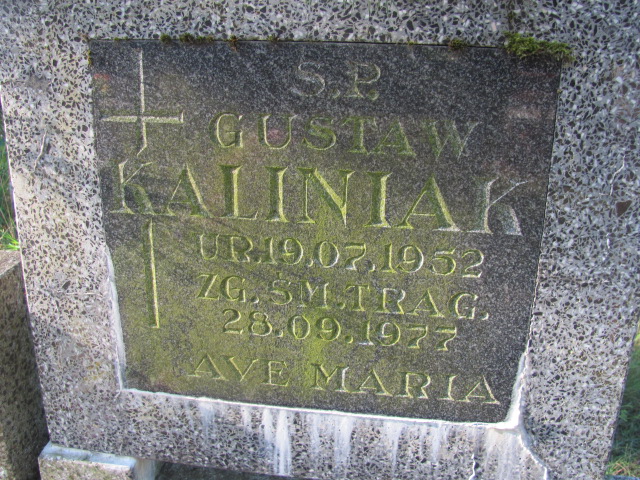 Ś.P.
GUSTAW
KALINIAK
UR.19.07.1952
ZG.ŚM.TRAG.
28.09.1977
AVE MARIA